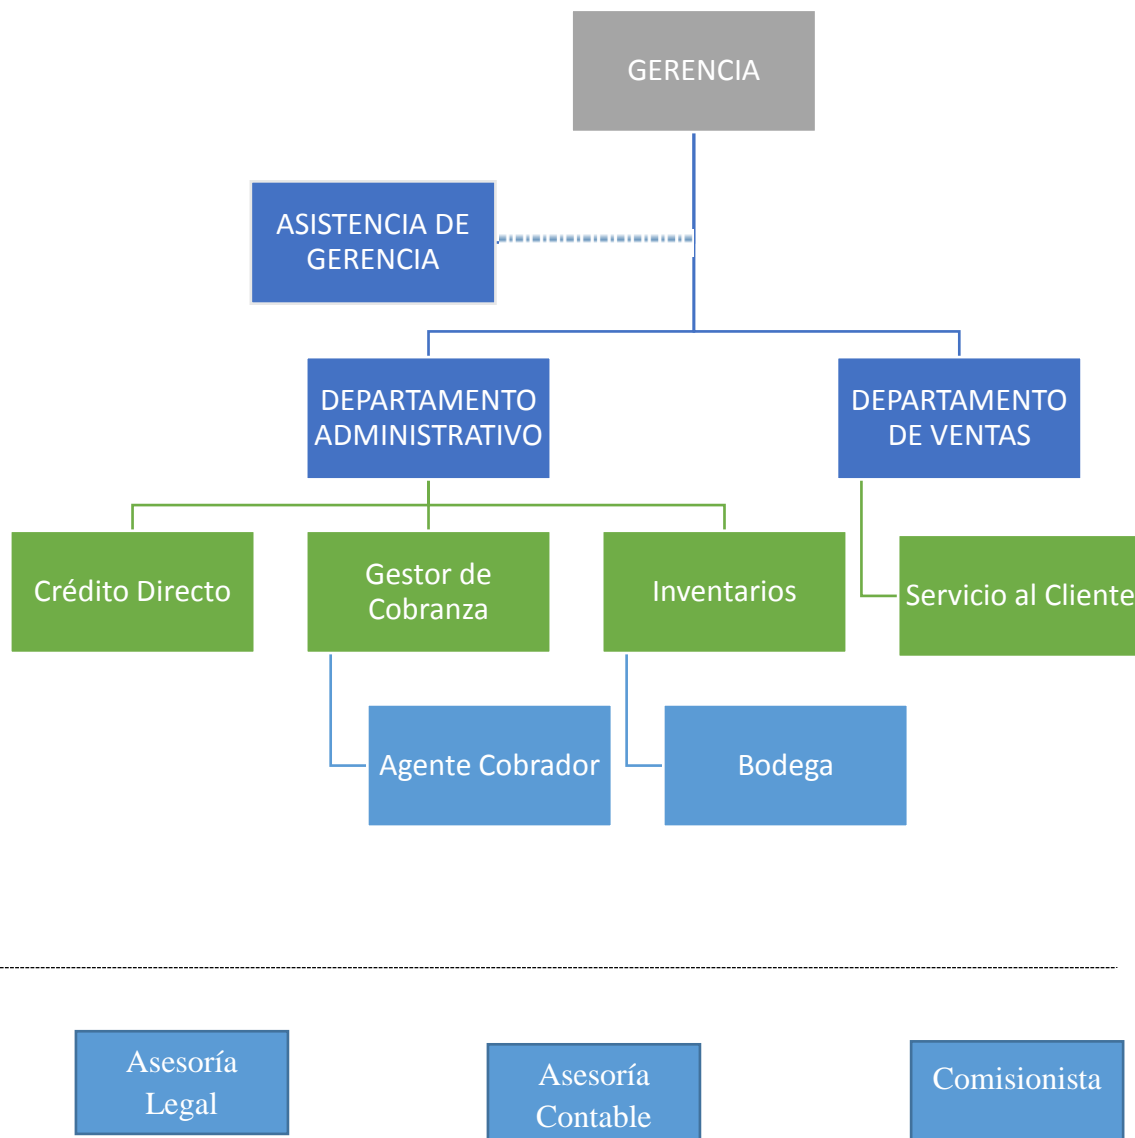 GERENCIA
ASISTENCIA DE
GERENCIA
DEPARTAMENTO
ADMINISTRATIVO
DEPARTAMENTO
DE VENTAS
Crédito Directo
Gestor de
Cobranza
Inventarios
Servicio al Cliente
Agente Cobrador
Bodega
Asesoría
Legal
Asesoría
Contable
Comisionista